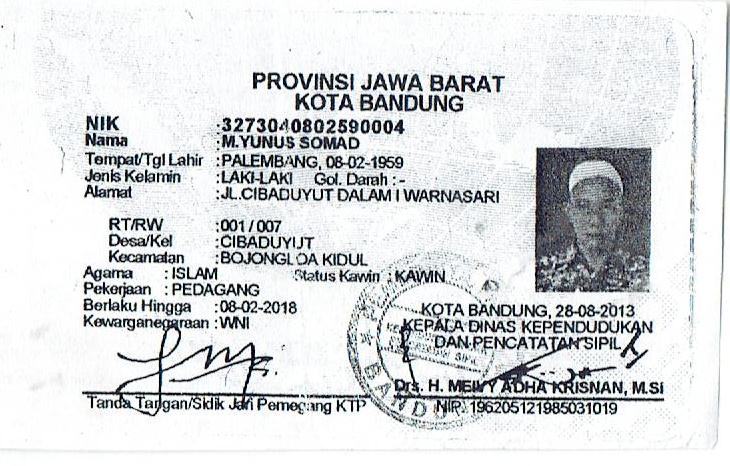 PROVINSI JAWA BARAT
KOTA BANDUNG
NIK :3273040802590004
Nama :M.YUNUS SOMAD
Tempat/Tgl Lahir :PALEMBANG, 08-02-1959
Jenis Kelamin :LAKI-LAKI Gol. Darah :-
Alamat :JL.CIBADUYUT DALAM I WARNASARI
RT/RW :001 / 007
Desa/Kel :CIBADUYUT
Kecamatan :BOJONGLOA KIDUL
Agama :ISLAM Status Kawin : KAWIN
Pekerjaan :PEDAGANG
Berlaku Hingga :08-02-2018
Kewarganegaraan :WNI
KOTA BANDUNG, 28-08-2013
KEPALA DINAS KEPENDUDUKAN
DAN PENCATATAN SIPIL
Drs. H. ADHA KRISNAN, M.Si
Tanda Tangan/Sidik Jari Pemegang KTP NIP. 196205121985031019